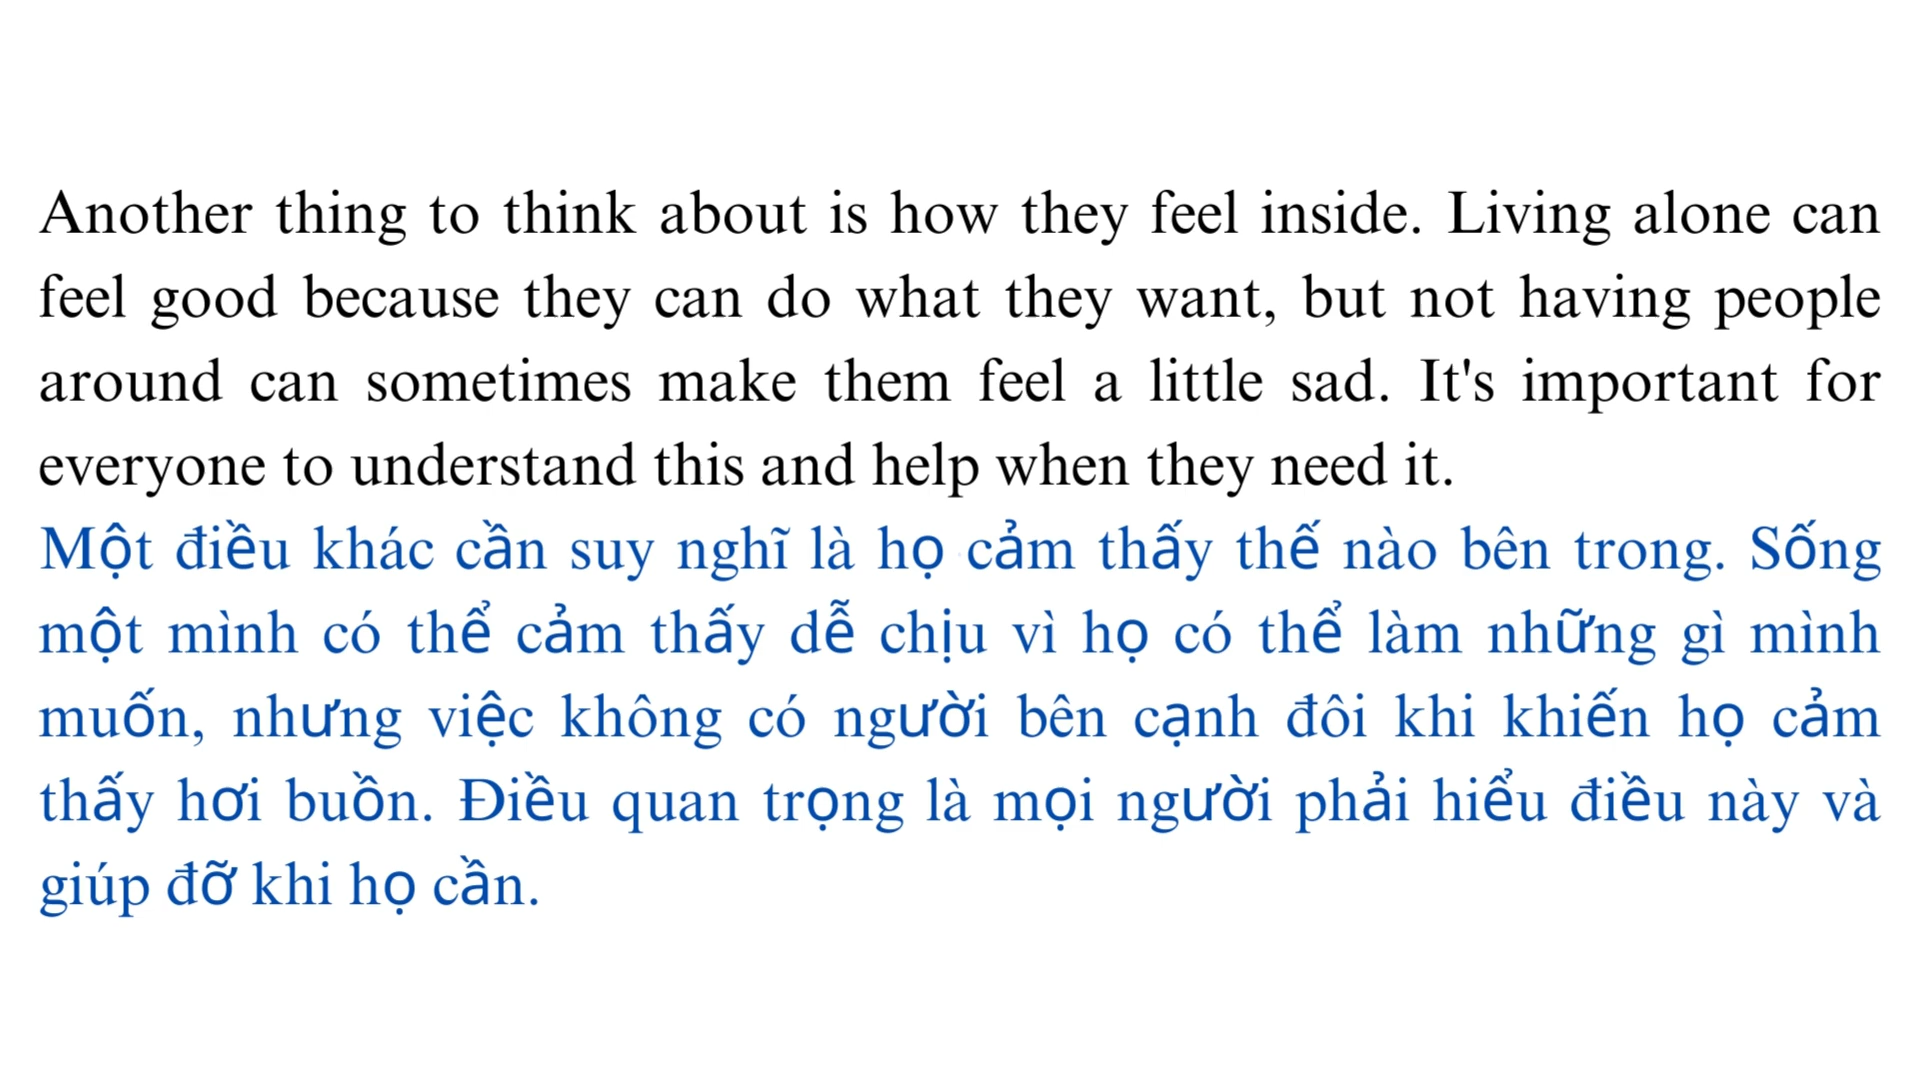 Another thing to think about is how they feel inside. Living alone can
feel good because they can do what they want, but not having people
around can sometimes make them feel a little sad. It's important for
everyone to understand this and help when they need it.
Một điều khác cần suy nghĩ là họ cảm thấy thế nào bên trong. Sống
một mình có thể cảm thấy dễ chịu vì họ có thể làm những gì mình
muốn, nhưng việc không có người bên cạnh đôi khi khiến họ cảm
thấy hơi buồn. Điều quan trọng là mọi người phải hiểu điều này và
giúp đỡ khi họ cần.